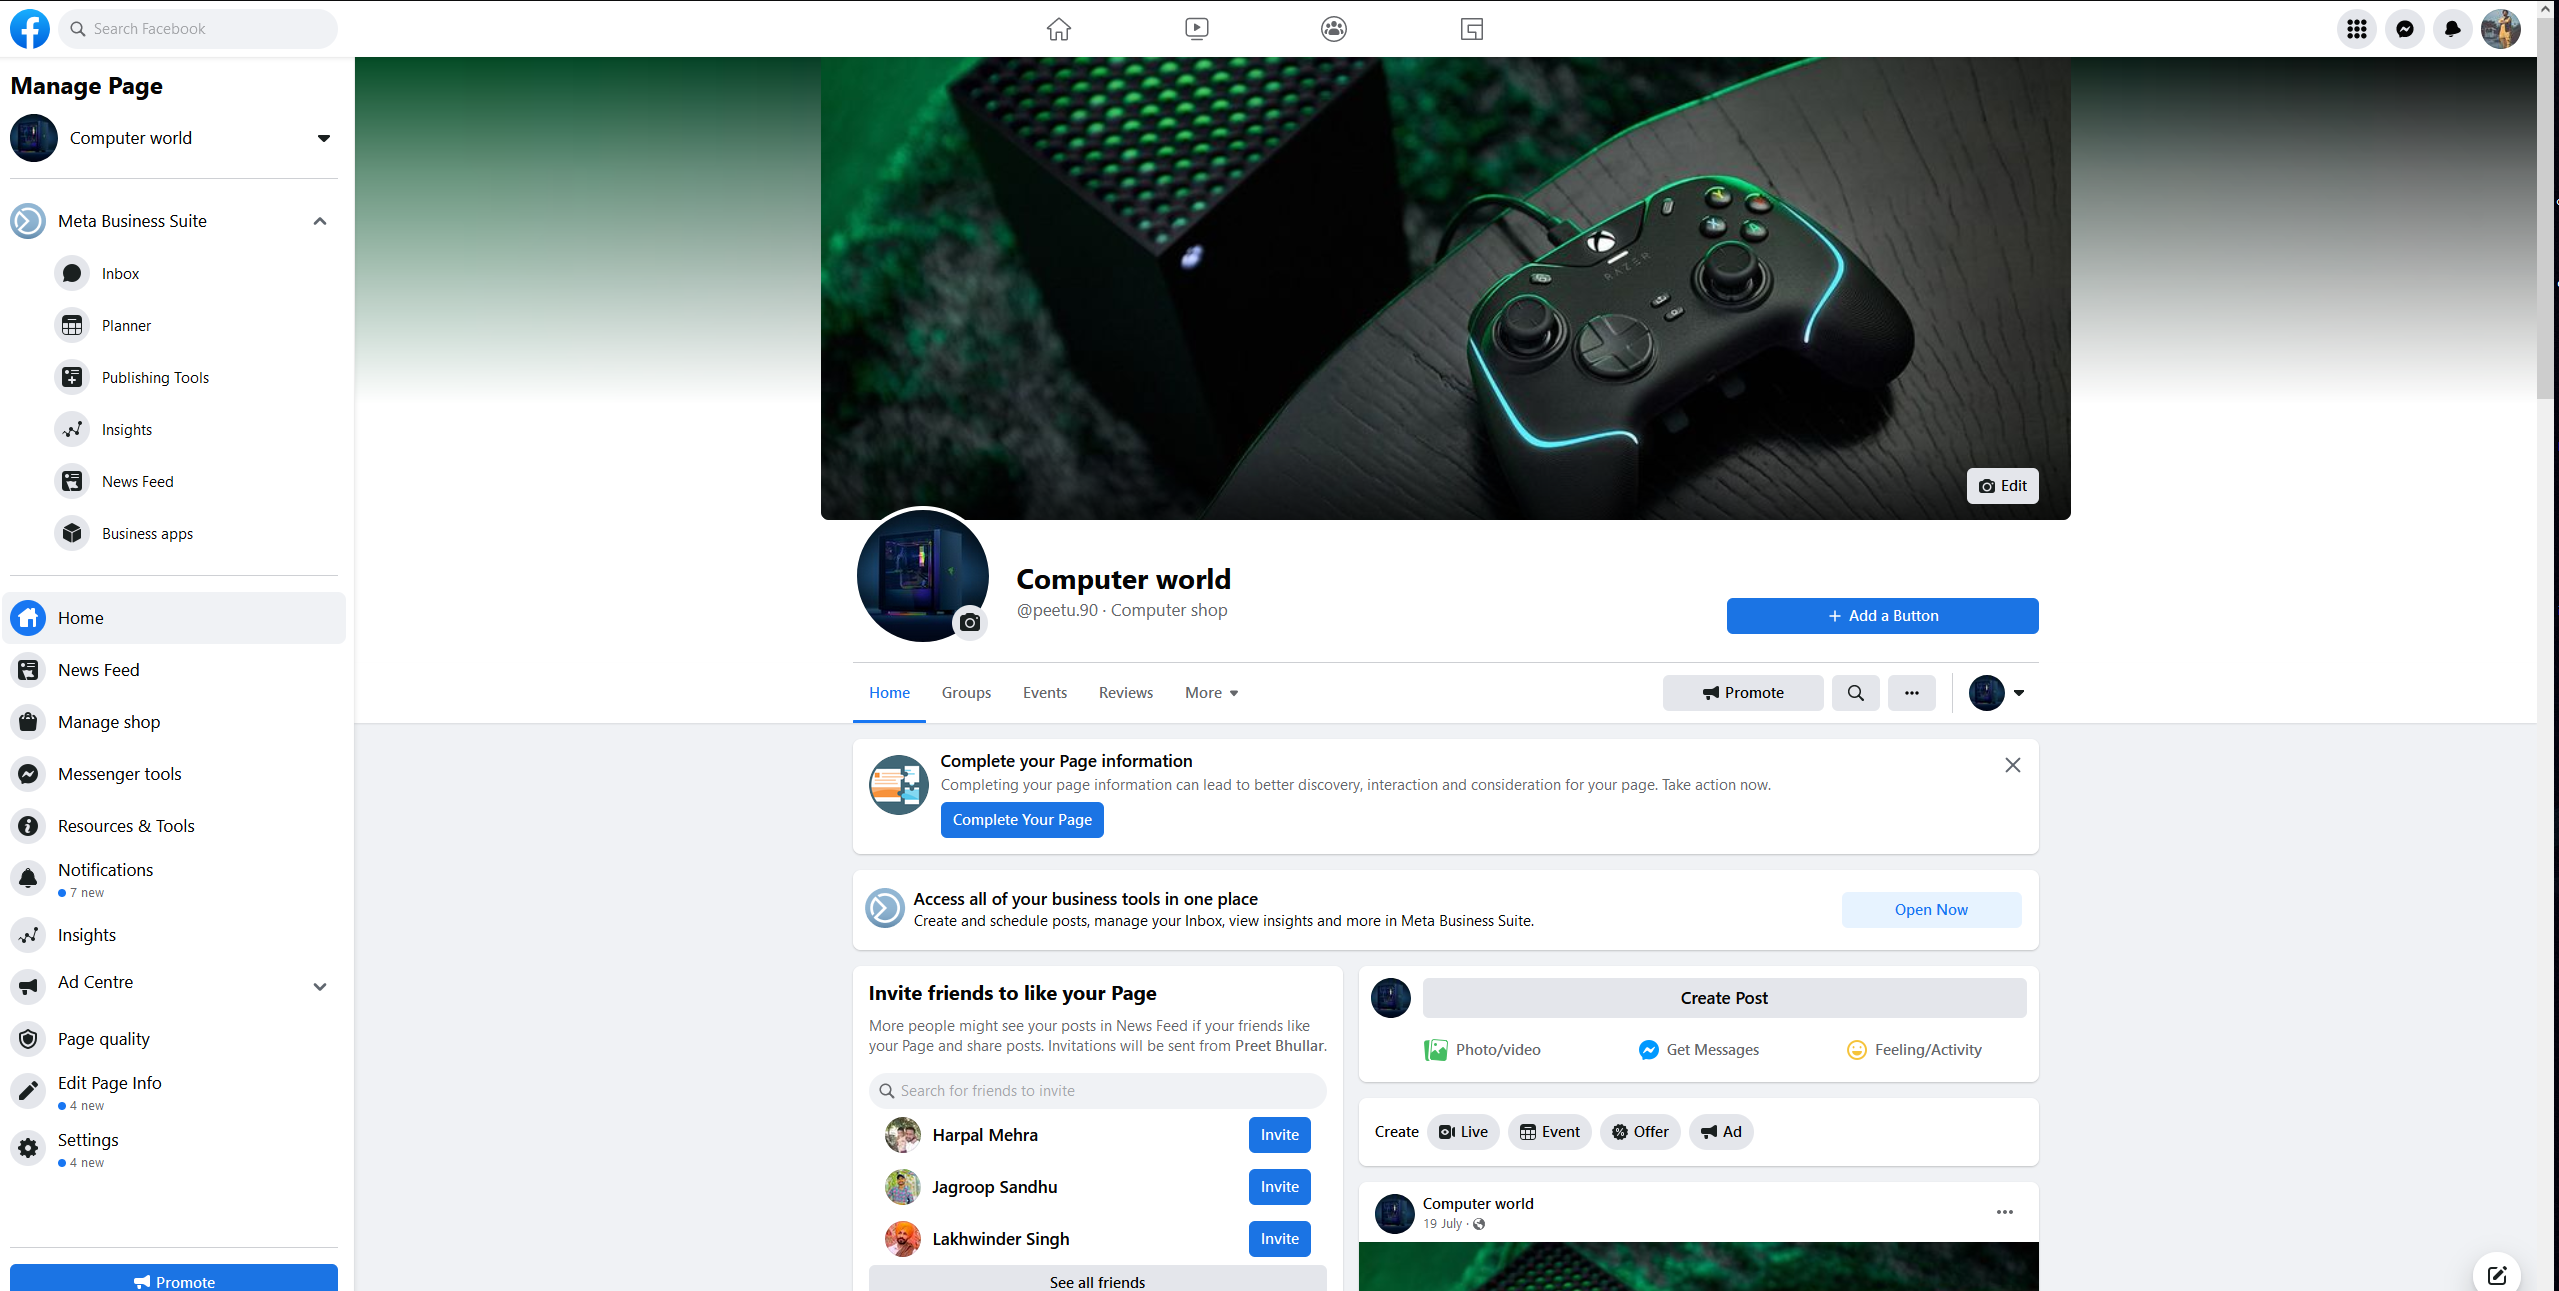 Search Facebook
Manage Page
Computer world
Meta Business Suite
Inbox
Planner
Publishing Tools
Insights
News Feed
Business apps
Home
News Feed
Manage shop
Messenger tools
Resources & Tools
Notifications
7 new
Insights
Ad Centre
Page quality
Edit Page Info
4 new
Settings
4 new
Promote
RAZER
Edit
Computer world
@peetu.90 · Computer shop
+ Add a Button
Home Groups Events Reviews More
Promote
Complete your Page information
Completing your page information can lead to better discovery, interaction and consideration for your page. Take action now.
Complete Your Page
Access all of your business tools in one place
Create and schedule posts, manage your Inbox, view insights and more in Meta Business Suite.
Open Now
Invite friends to like your Page
More people might see your posts in News Feed if your friends like
your Page and share posts. Invitations will be sent from Preet Bhullar.
Search for friends to invite
Harpal Mehra Invite
Jagroop Sandhu Invite
Lakhwinder Singh Invite
See all friends
Create Post
Photo/video Get Messages Feeling/Activity
Create Live Event Offer Ad
Computer world
19 July ·